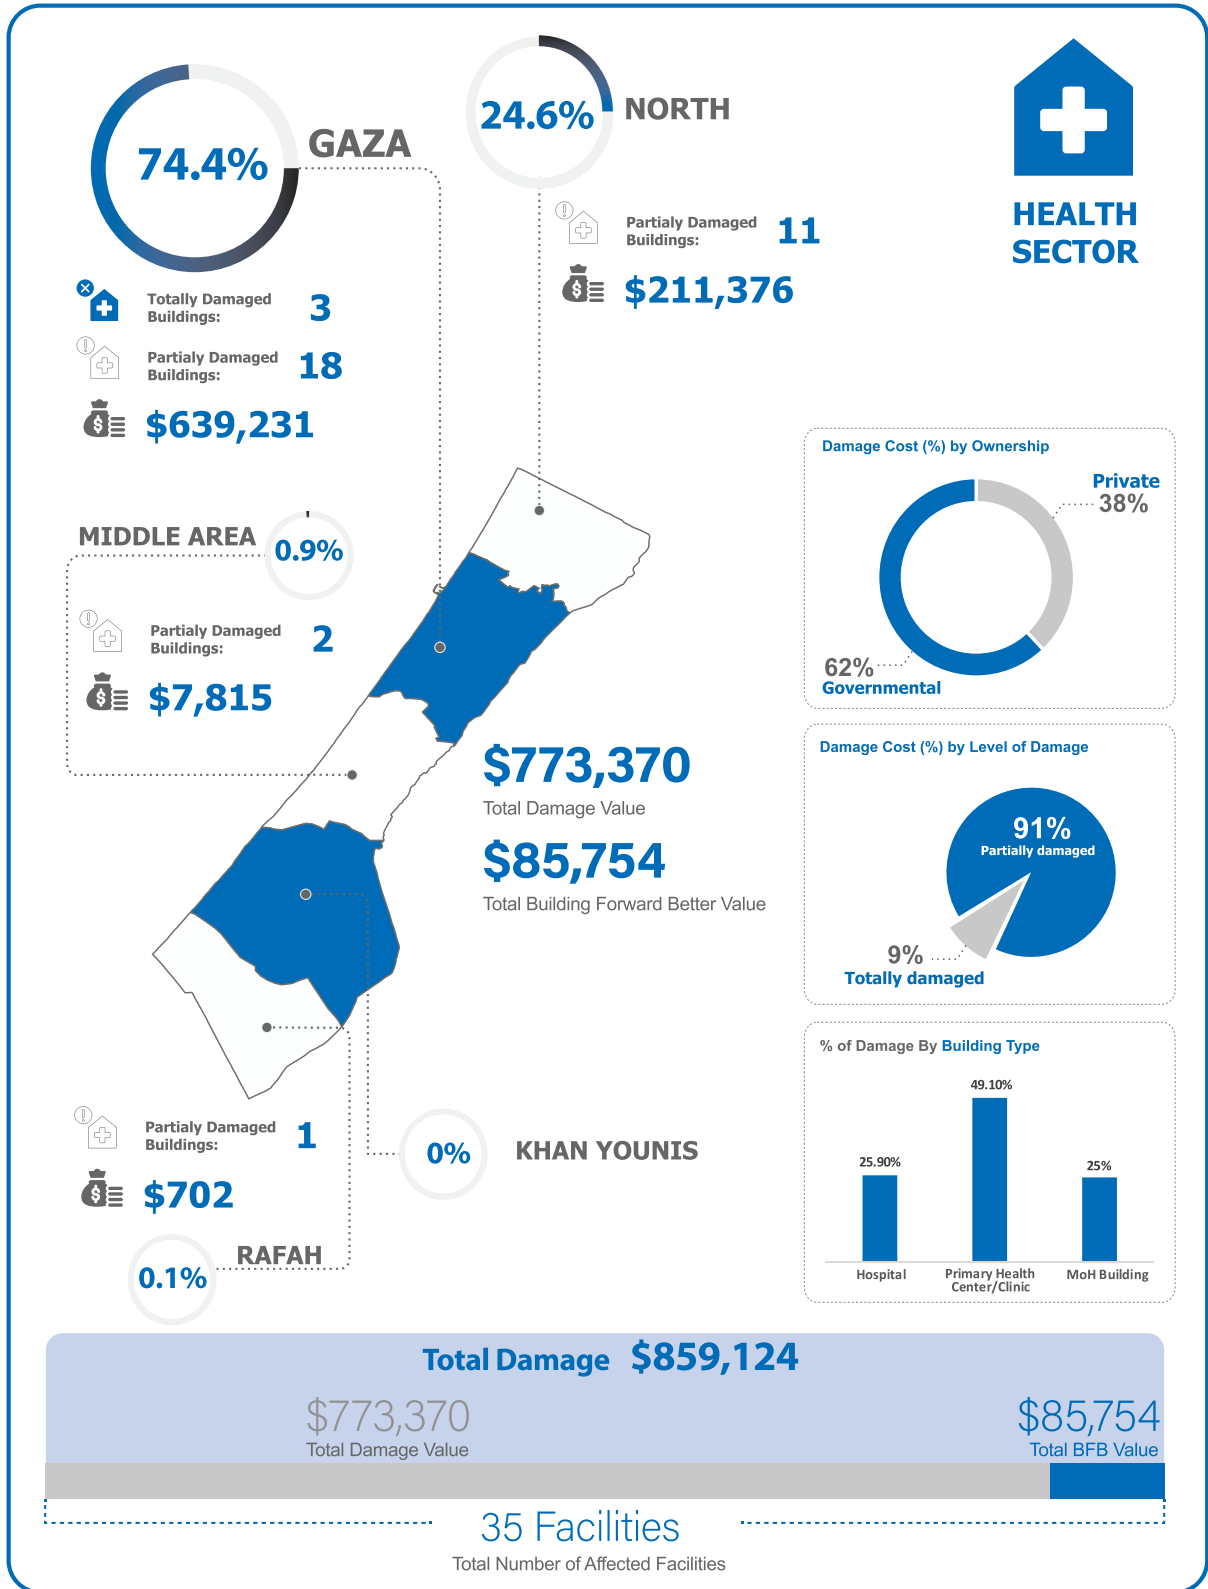 74.4%
GAZA
Totally Damaged
Buildings:
3
Partialy Damaged
Buildings:
18
$639,231
24.6%
NORTH
Partialy Damaged
Buildings:
11
$211,376
HEALTH
SECTOR
MIDDLE AREA
0.9%
Partialy Damaged
Buildings:
2
$7,815
$773,370
Total Damage Value
$85,754
Total Building Forward Better Value
Partialy Damaged
Buildings:
1
$702
RAFAH
0.1%
0%
KHAN YOUNIS
Damage Cost (%) by Ownership
Private
38%
62%
Governmental
Damage Cost (%) by Level of Damage
91%
Partially damaged
9%
Totally damaged
% of Damage By Building Type
49.10%
25.90%
25%
Hospital
Primary Health
Center/Clinic
MoH Building
Total Damage $859,124
$773,370
Total Damage Value
$85,754
Total BFB Value
35 Facilities
Total Number of Affected Facilities